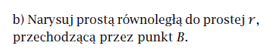 b) Narysuj prostą równoległą do prostej r,
przechodzącą przez punkt B.